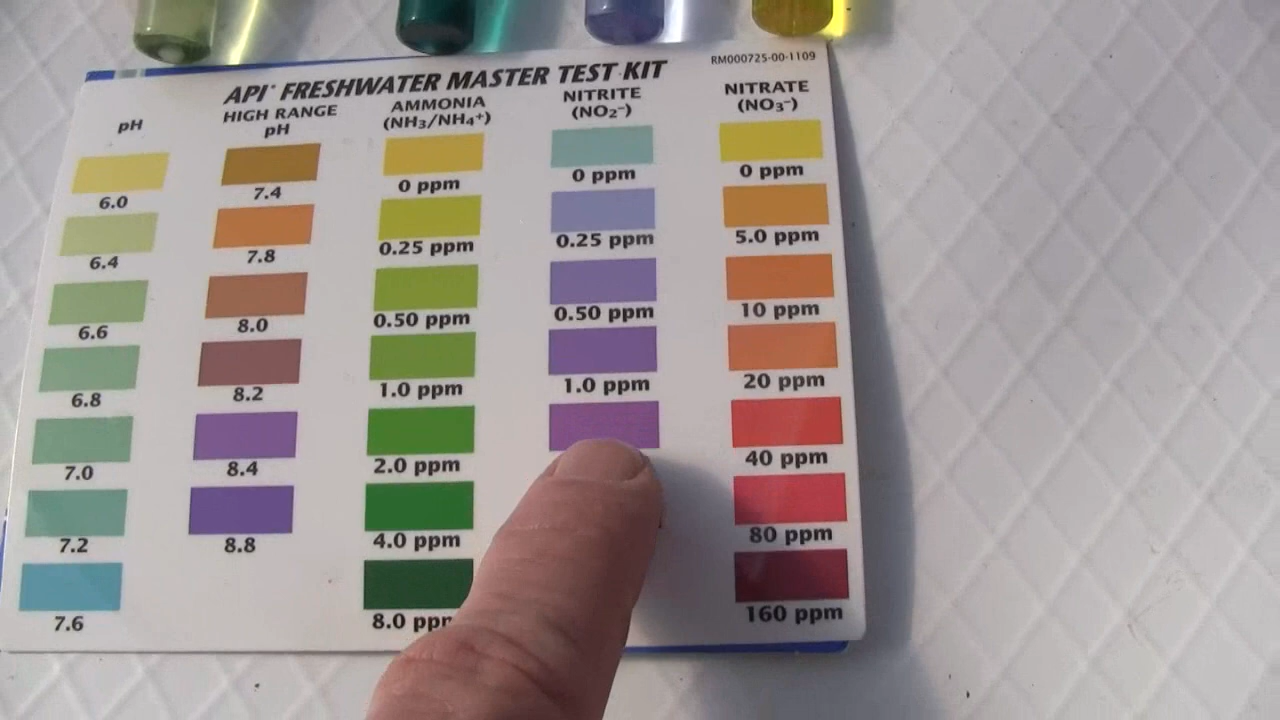 RM000725-00-1109
API® FRESHWATER MASTER TEST KIT
pH
6.0
6.4
6.6
6.8
7.0
7.2
7.6
HIGH RANGE
pH
7.4
7.8
8.0
8.2
8.4
8.8
AMMONIA
(NH₃/NH₄⁺)
0 ppm
0.25 ppm
0.50 ppm
1.0 ppm
2.0 ppm
4.0 ppm
8.0 ppm
NITRITE
(NO₂⁻)
0 ppm
0.25 ppm
0.50 ppm
1.0 ppm
NITRATE
(NO₃⁻)
0 ppm
5.0 ppm
10 ppm
20 ppm
40 ppm
80 ppm
160 ppm